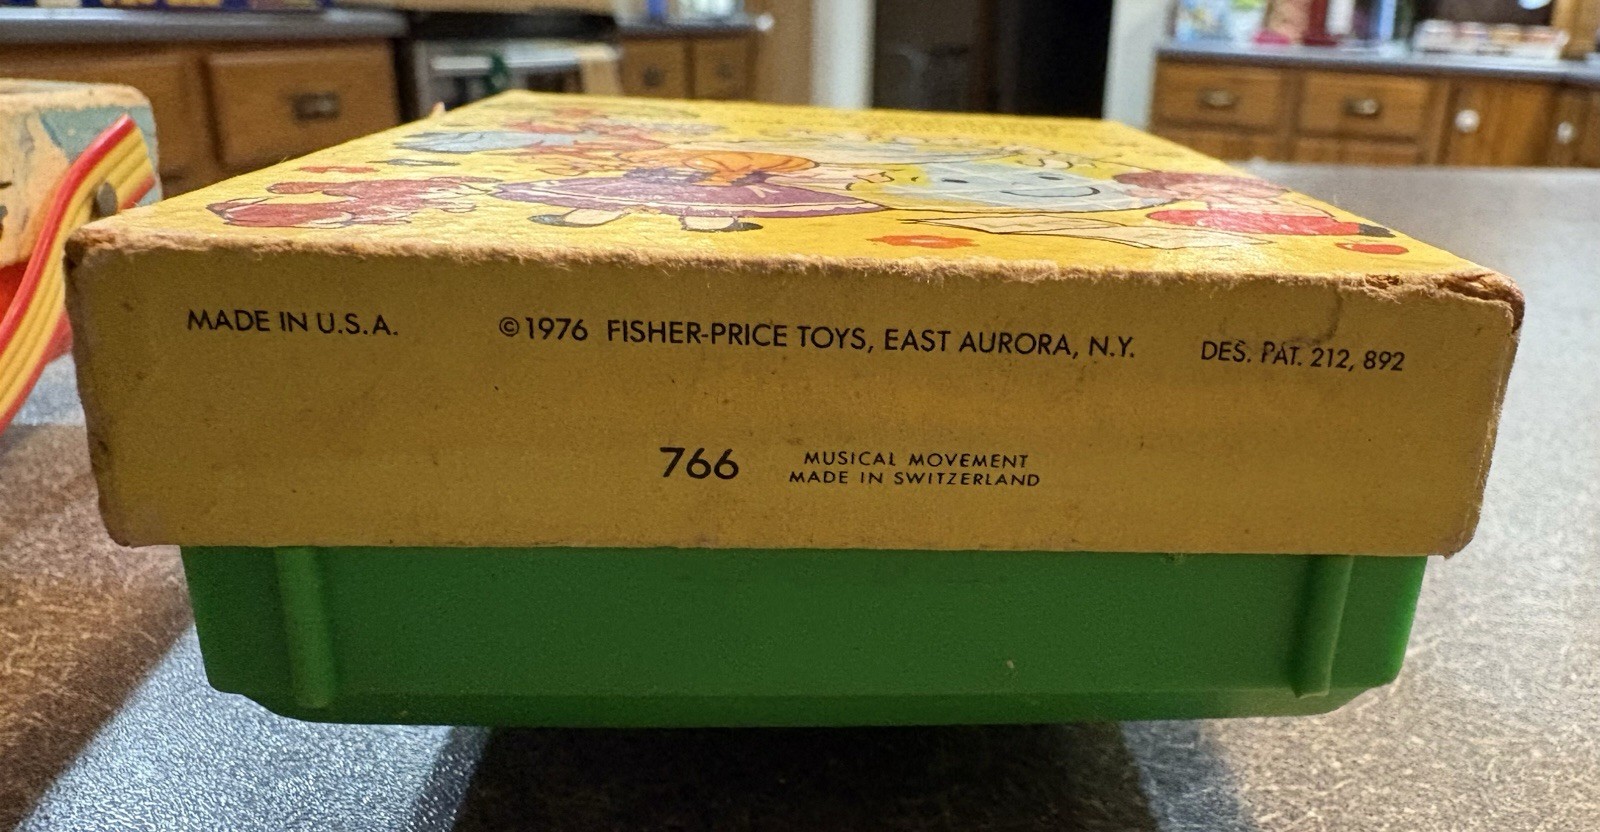 MADE IN U.S.A. ©1976 FISHER-PRICE TOYS, EAST AURORA, N.Y. DES. PAT. 212, 892
766 MUSICAL MOVEMENT
MADE IN SWITZERLAND